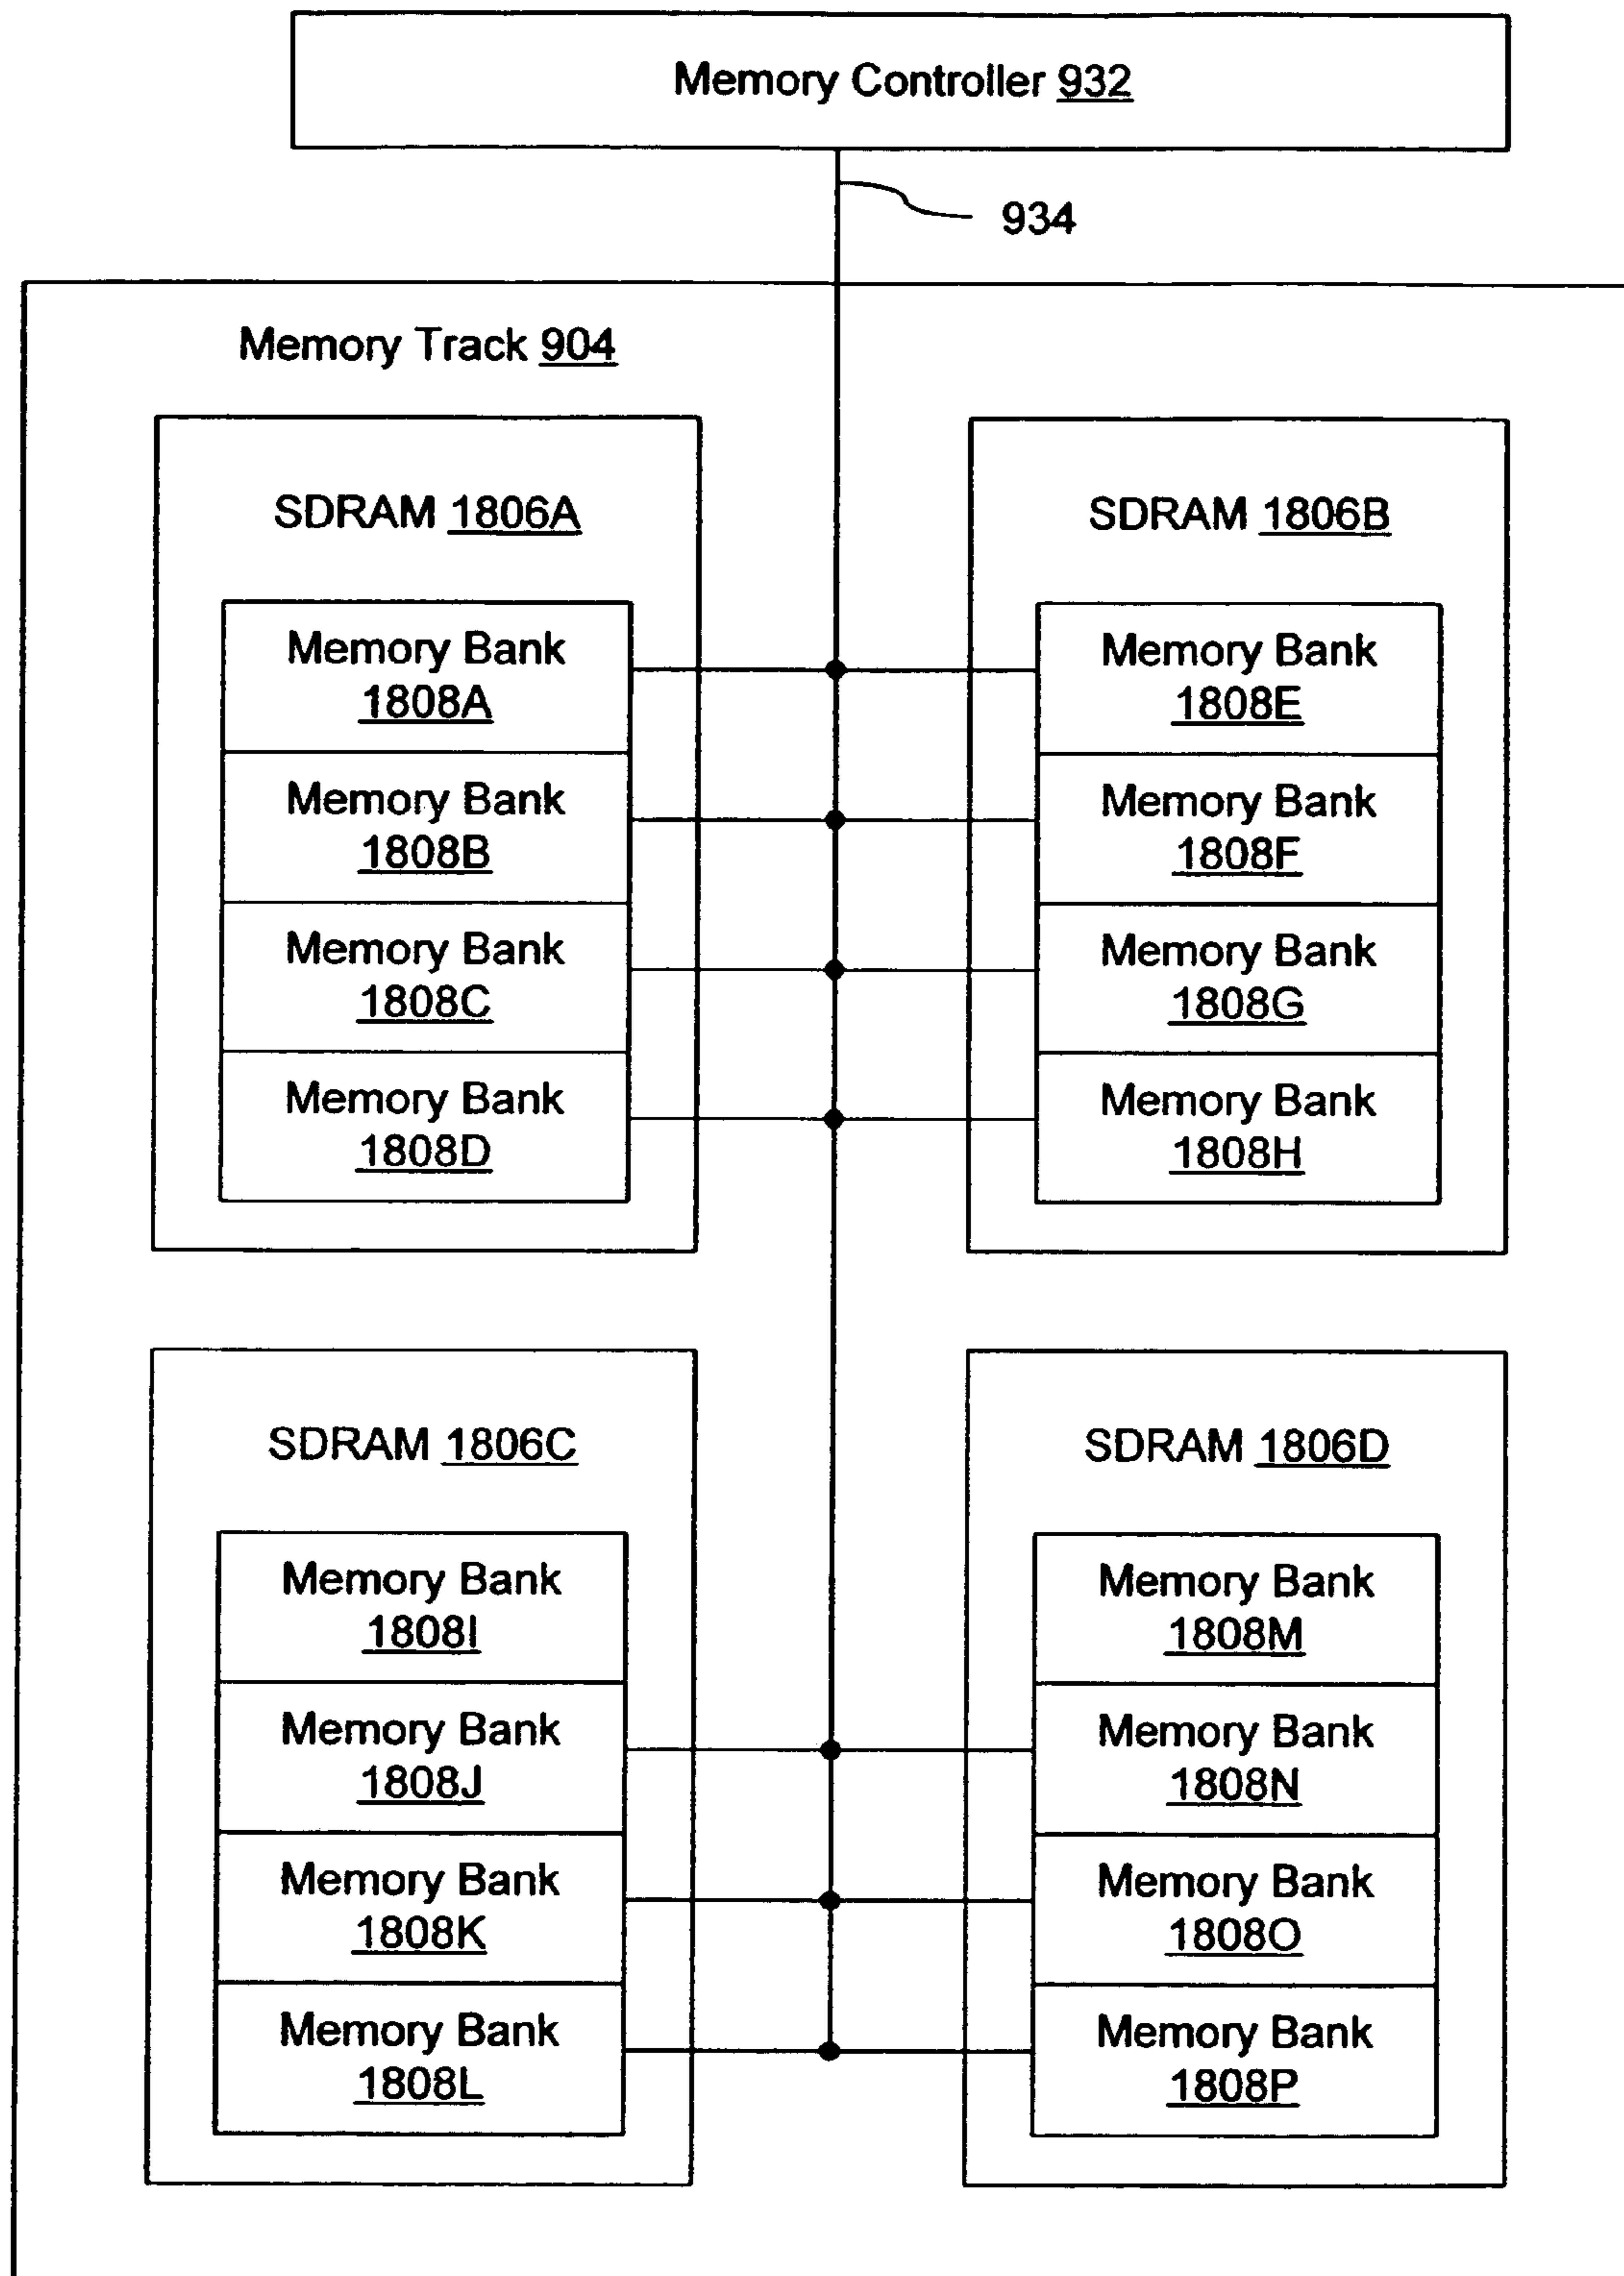 Memory Controller 932
934
Memory Track 904
SDRAM 1806A
Memory Bank
1808A
Memory Bank
1808B
Memory Bank
1808C
Memory Bank
1808D
SDRAM 1806B
Memory Bank
1808E
Memory Bank
1808F
Memory Bank
1808G
Memory Bank
1808H
SDRAM 1806C
Memory Bank
1808I
Memory Bank
1808J
Memory Bank
1808K
Memory Bank
1808L
SDRAM 1806D
Memory Bank
1808M
Memory Bank
1808N
Memory Bank
1808O
Memory Bank
1808P